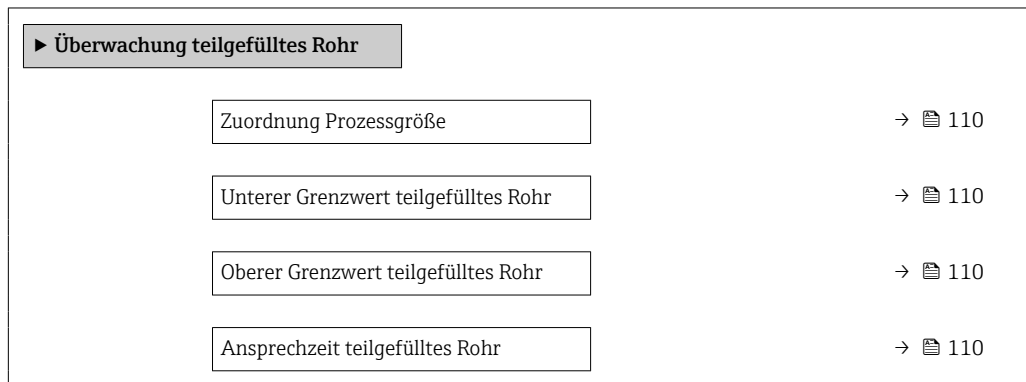 ▶ Überwachung teilgefülltes Rohr
Zuordnung Prozessgröße → 110
Unterer Grenzwert teilgefülltes Rohr → 110
Oberer Grenzwert teilgefülltes Rohr → 110
Ansprechzeit teilgefülltes Rohr → 110